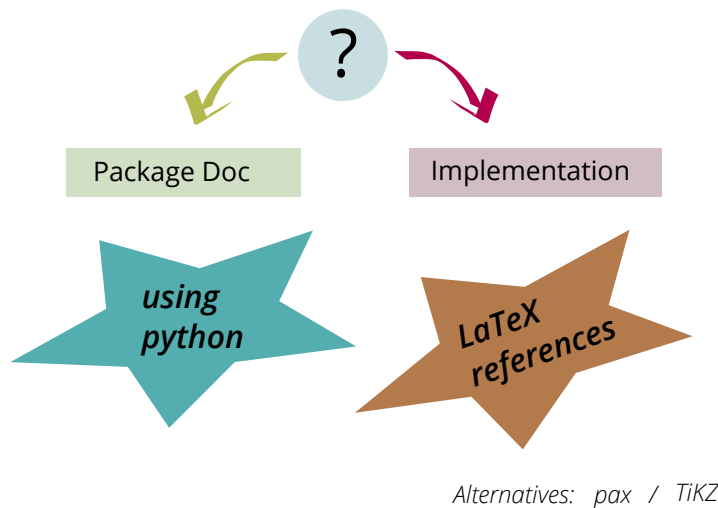 ?
Package Doc
Implementation
using
python
LaTeX
references
Alternatives: pax / TiKZ